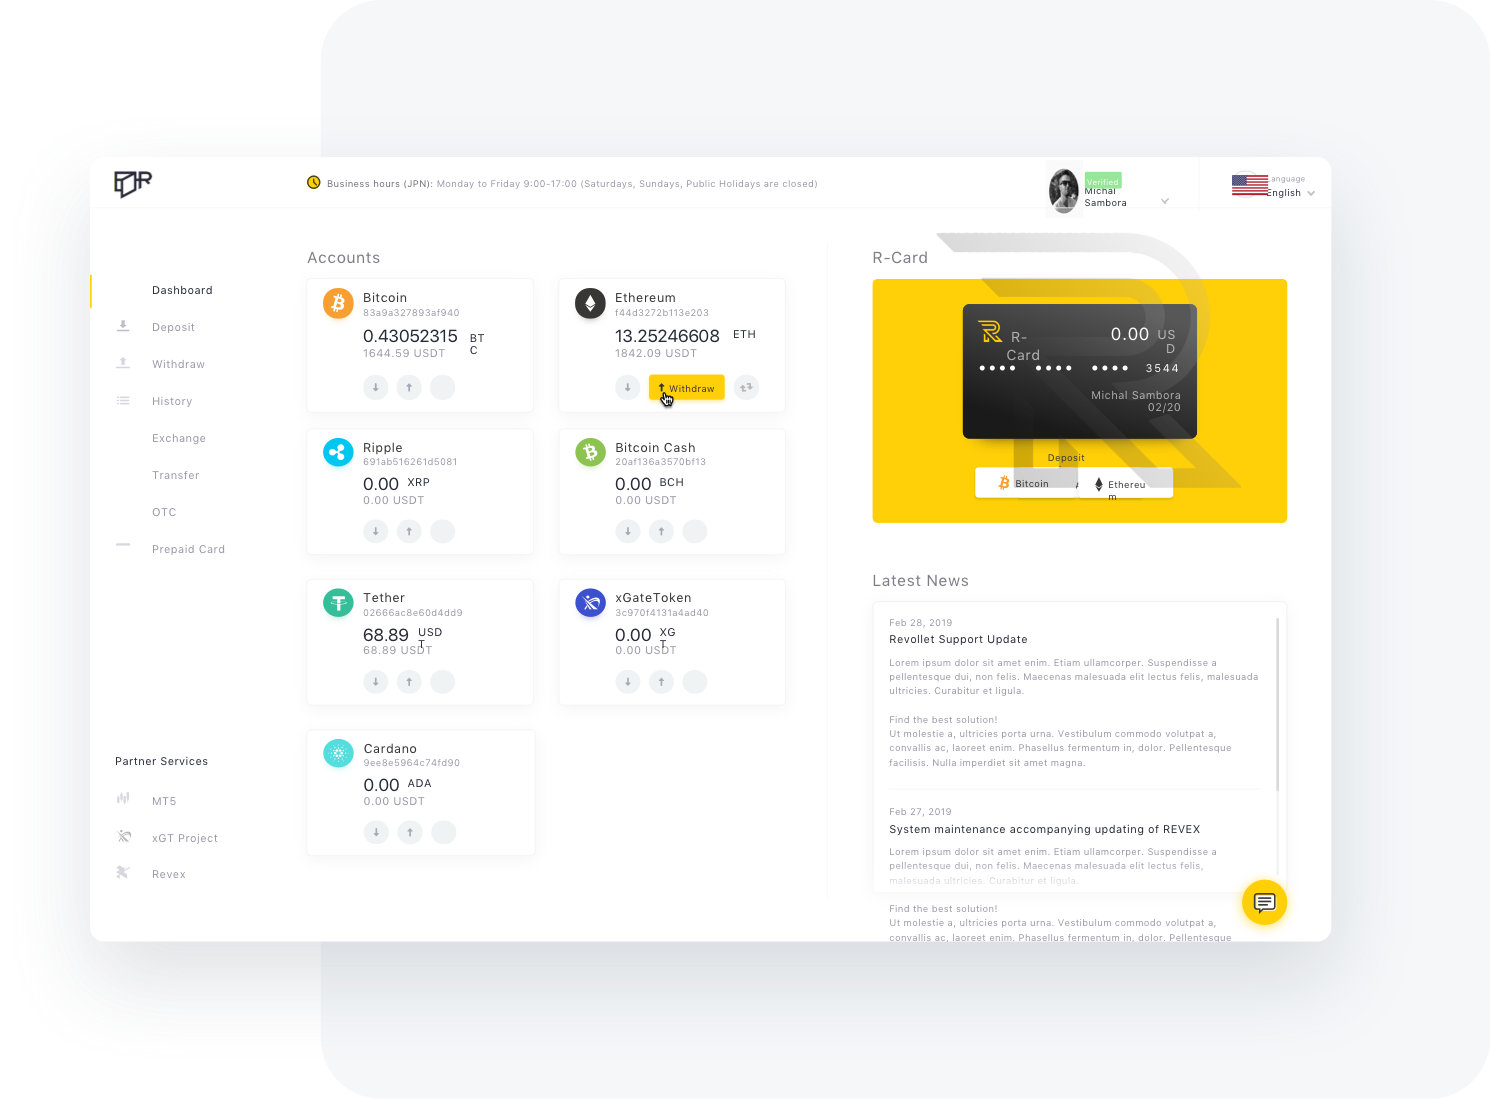 Business hours (JPN): Monday to Friday 9:00-17:00 (Saturdays, Sundays, Public Holidays are closed)
Verified
Michal
Sambora
anguage
English
Dashboard
Deposit
Withdraw
History
Exchange
Transfer
OTC
Prepaid Card
Partner Services
MT5
xGT Project
Revex
Accounts
Bitcoin
83a9a327893af940
0.43052315 BT
C
1644.59 USDT
Ethereum
f44d3272b113e203
13.25246608 ETH
1842.09 USDT
Withdraw
Ripple
691ab516261d5081
0.00 XRP
0.00 USDT
Bitcoin Cash
20af136a3570bf13
0.00 BCH
0.00 USDT
Tether
02666ac8e60d4dd9
68.89 USD
T
68.89 USDT
xGateToken
3c970f4131a4ad40
0.00 XG
T
0.00 USDT
Cardano
9ee8e5964c74fd90
0.00 ADA
0.00 USDT
R-Card
R-
Card
0.00 US
D
•••• •••• •••• 3544
Michal Sambora
02/20
Deposit
Bitcoin
/
Ethereu
m
Latest News
Feb 28, 2019
Revollet Support Update
Lorem ipsum dolor sit amet enim. Etiam ullamcorper. Suspendisse a
pellentesque dui, non felis. Maecenas malesuada elit lectus felis, malesuada
ultricies. Curabitur et ligula.
Find the best solution!
Ut molestie a, ultricies porta urna. Vestibulum commodo volutpat a,
convallis ac, laoreet enim. Phasellus fermentum in, dolor. Pellentesque
facilisis. Nulla imperdiet sit amet magna.
Feb 27, 2019
System maintenance accompanying updating of REVEX
Lorem ipsum dolor sit amet enim. Etiam ullamcorper. Suspendisse a
pellentesque dui, non felis. Maecenas malesuada elit lectus felis,
malesuada ultricies. Curabitur et ligula.
Find the best solution!
Ut molestie a, ultricies porta urna. Vestibulum commodo volutpat a,
convallis ac, laoreet enim. Phasellus fermentum in, dolor. Pellentesque